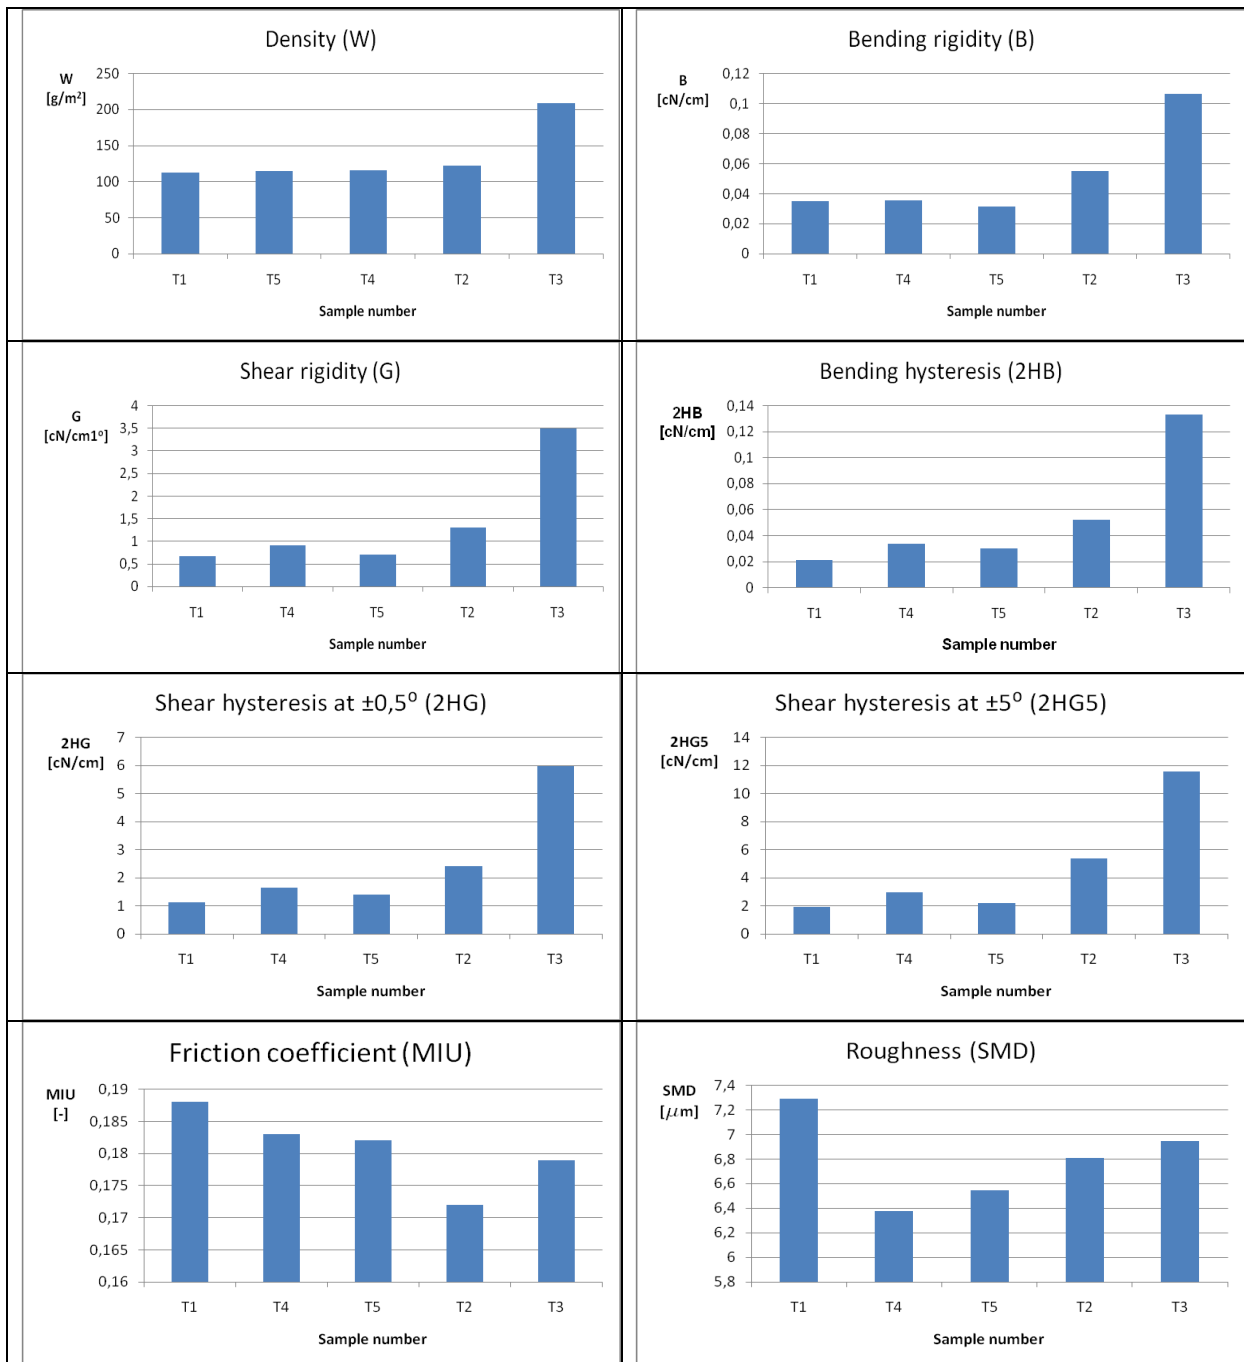 Density (W)
W
[g/m²]
250
200
150
100
50
0
T1 T5 T4 T2 T3
Sample number
Bending rigidity (B)
B
[cN/cm]
0,12
0,1
0,08
0,06
0,04
0,02
0
T1 T4 T5 T2 T3
Sample number
Shear rigidity (G)
G
[cN/cm1º]
4
3,5
3
2,5
2
1,5
1
0,5
0
T1 T4 T5 T2 T3
Sample number
Bending hysteresis (2HB)
2HB
[cN/cm]
0,14
0,12
0,1
0,08
0,06
0,04
0,02
0
T1 T4 T5 T2 T3
Sample number
Shear hysteresis at ±0,5º (2HG)
2HG
[cN/cm]
7
6
5
4
3
2
1
0
T1 T4 T5 T2 T3
Sample number
Shear hysteresis at ±5º (2HG5)
2HG5
[cN/cm]
14
12
10
8
6
4
2
0
T1 T4 T5 T2 T3
Sample number
Friction coefficient (MIU)
MIU
[-]
0,19
0,185
0,18
0,175
0,17
0,165
0,16
T1 T4 T5 T2 T3
Sample number
Roughness (SMD)
SMD
[μm]
7,4
7,2
7
6,8
6,6
6,4
6,2
6
5,8
T1 T4 T5 T2 T3
Sample number